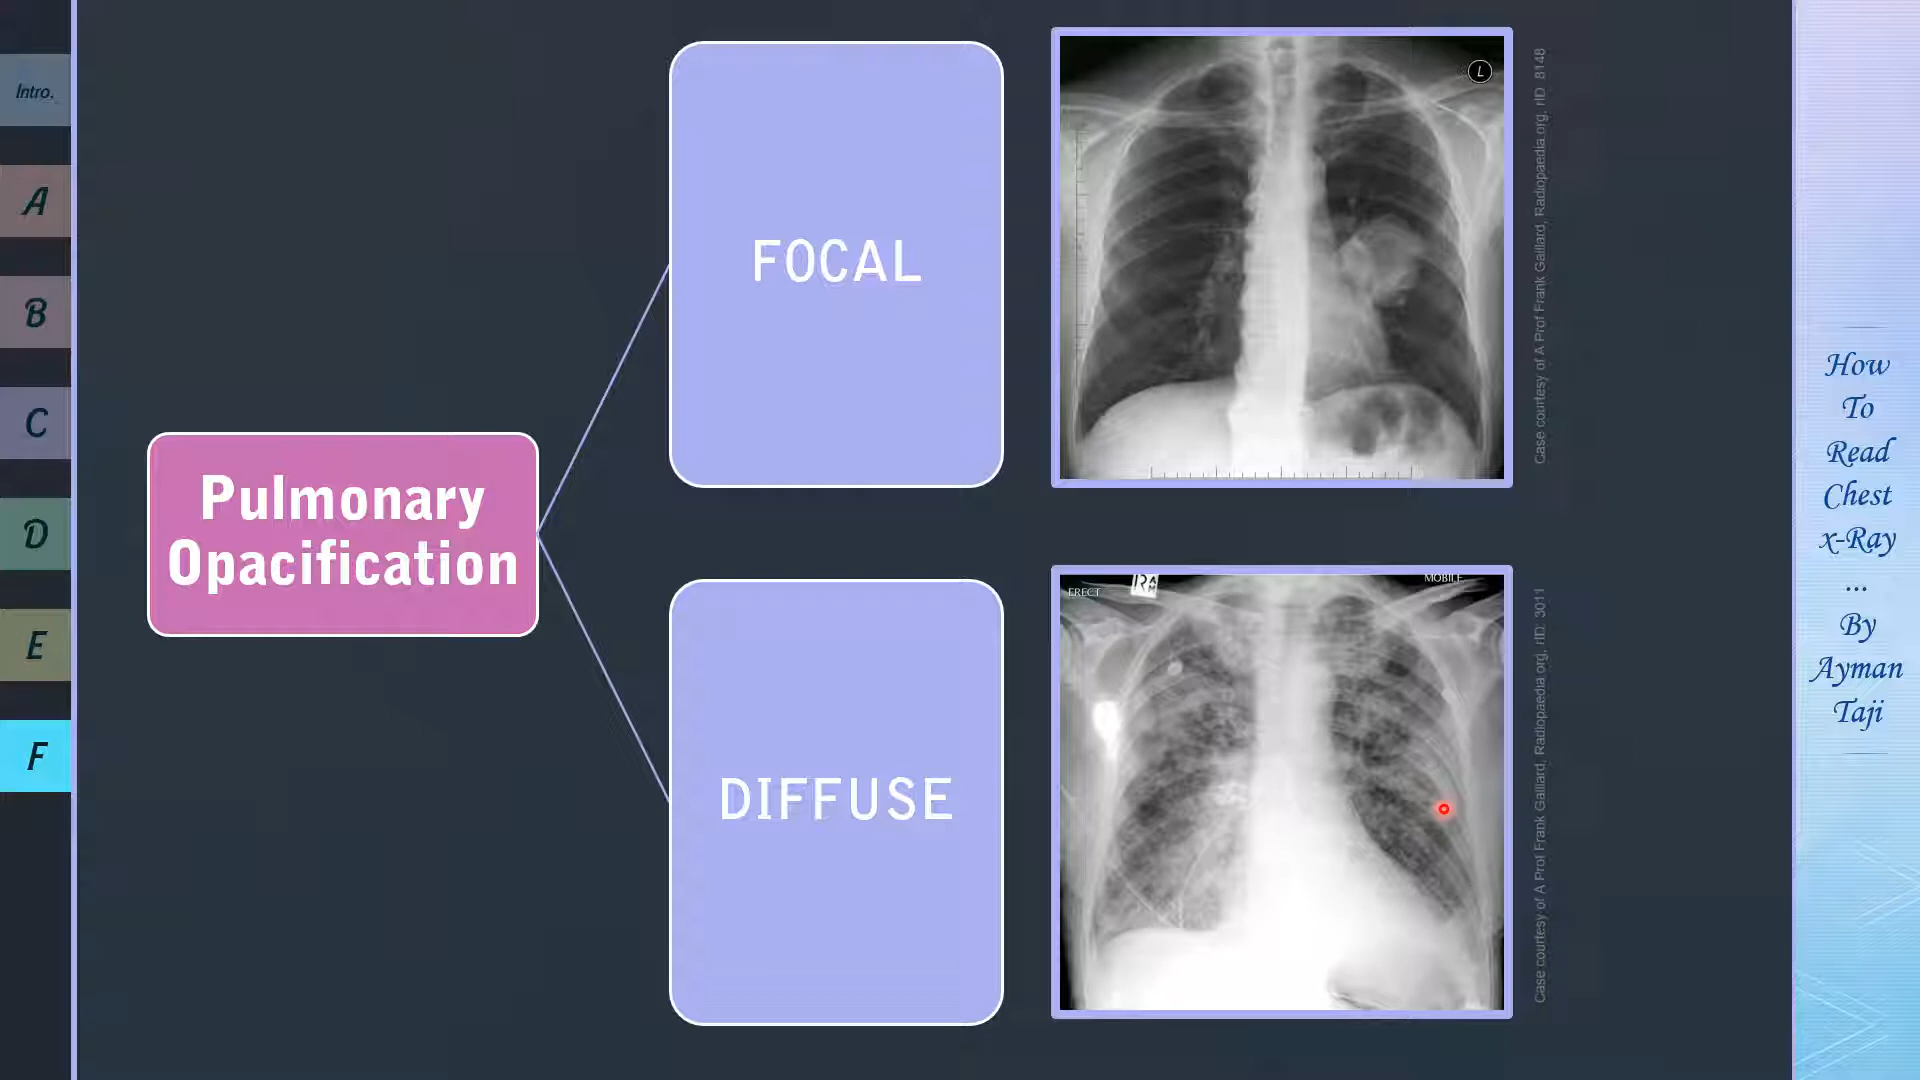 Intro.
A
B
C
D
E
F
Pulmonary
Opacification
FOCAL
DIFFUSE
L
Case courtesy of A Prof Frank Gaillard, Radiopaedia.org, rID 8148
ERECT
MOBILE
Case courtesy of A Prof Frank Gaillard, Radiopaedia.org, rID: 3011
How
To
Read
Chest
x-Ray
...
By
Ayman
Taji